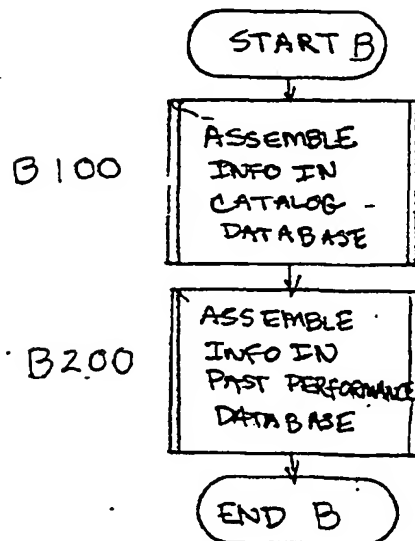 START B
B100
ASSEMBLE
INFO IN
CATALOG
DATABASE
B200
ASSEMBLE
INFO IN
PAST PERFORMANCE
DATABASE
END B